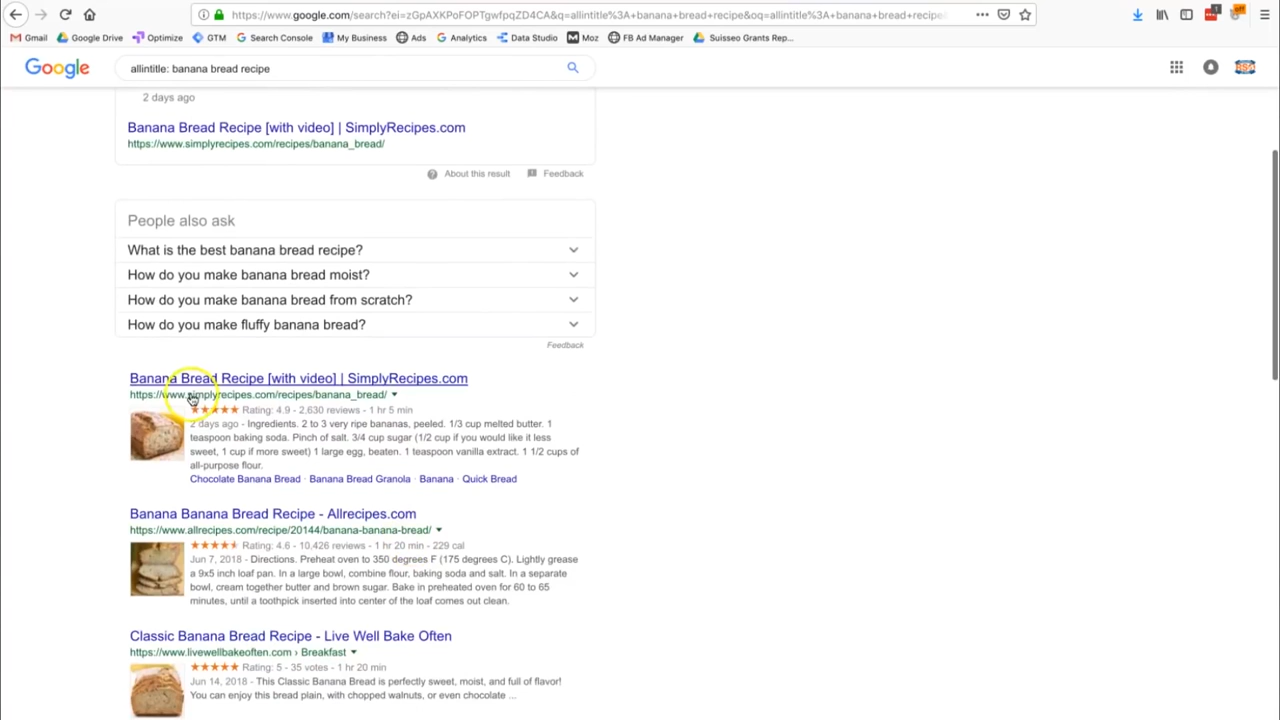 https://www.google.com/search?ei=zGpAXKPoFOPTgwfpqZD4CA&q=allintitle%3A+banana+bread+recipe&oq=allintitle%3A+banana+bread+recipe
Gmail Google Drive Optimize GTM Search Console My Business Ads Analytics Data Studio Moz FB Ad Manager Suisseo Grants Rep...
Google allintitle: banana bread recipe
2 days ago
Banana Bread Recipe [with video] | SimplyRecipes.com
https://www.simplyrecipes.com/recipes/banana_bread/
About this result Feedback
People also ask
What is the best banana bread recipe?
How do you make banana bread moist?
How do you make banana bread from scratch?
How do you make fluffy banana bread?
Feedback
Banana Bread Recipe [with video] | SimplyRecipes.com
https://www.simplyrecipes.com/recipes/banana_bread/
Rating: 4.9 - 2,630 reviews - 1 hr 5 min
2 days ago - Ingredients. 2 to 3 very ripe bananas, peeled. 1/3 cup melted butter. 1
teaspoon baking soda. Pinch of salt. 3/4 cup sugar (1/2 cup if you would like it less
sweet, 1 cup if more sweet) 1 large egg, beaten. 1 teaspoon vanilla extract. 1 1/2 cups of
all-purpose flour.
Chocolate Banana Bread · Banana Bread Granola · Banana · Quick Bread
Banana Banana Bread Recipe - Allrecipes.com
https://www.allrecipes.com/recipe/20144/banana-banana-bread/
Rating: 4.6 - 10,426 reviews - 1 hr 20 min - 229 cal
Jun 7, 2018 - Directions. Preheat oven to 350 degrees F (175 degrees C). Lightly grease
a 9x5 inch loaf pan. In a large bowl, combine flour, baking soda and salt. In a separate
bowl, cream together butter and brown sugar. Bake in preheated oven for 60 to 65
minutes, until a toothpick inserted into center of the loaf comes out clean.
Classic Banana Bread Recipe - Live Well Bake Often
https://www.livewellbakeoften.com › Breakfast
Rating: 5 - 35 votes - 1 hr 20 min
Jun 14, 2018 - This Classic Banana Bread is perfectly sweet, moist, and full of flavor!
You can enjoy this bread plain, with chopped walnuts, or even chocolate ...